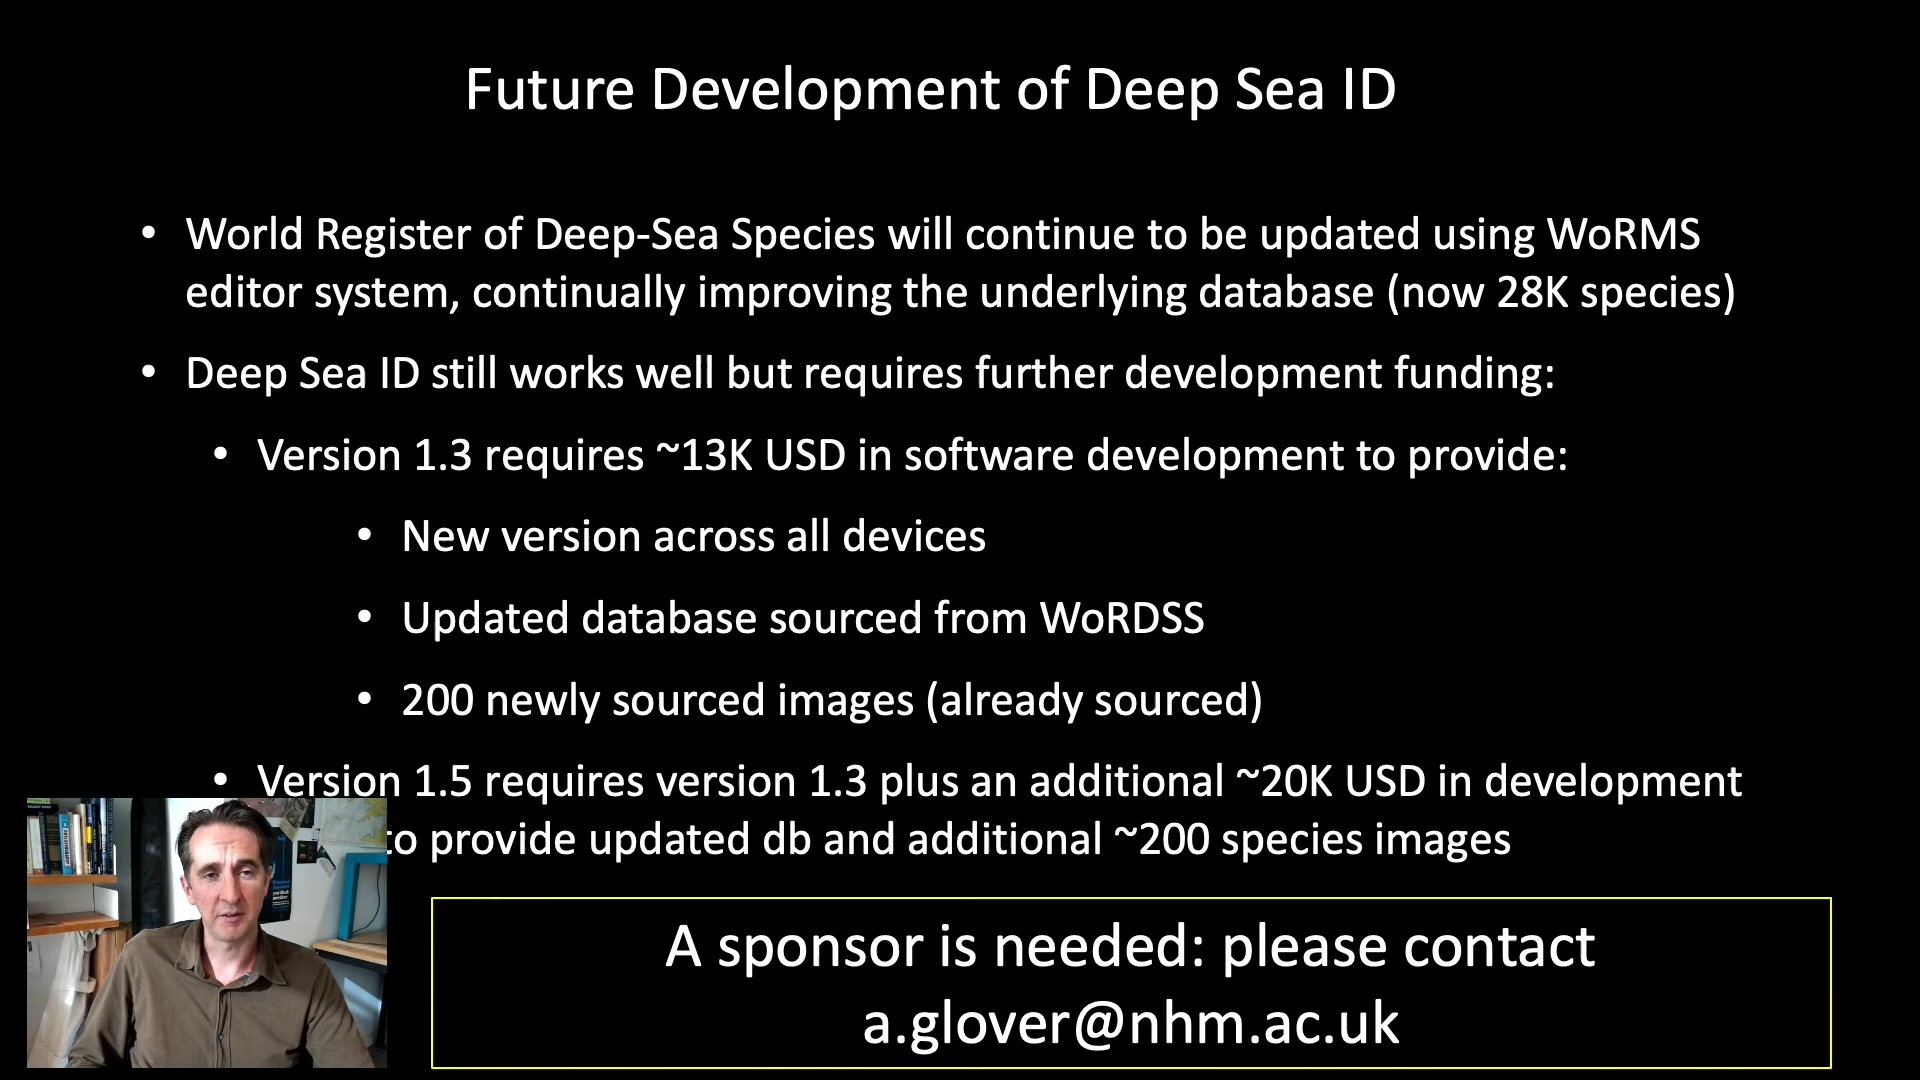 Future Development of Deep Sea ID
• World Register of Deep-Sea Species will continue to be updated using WoRMS
editor system, continually improving the underlying database (now 28K species)
• Deep Sea ID still works well but requires further development funding:
• Version 1.3 requires ~13K USD in software development to provide:
• New version across all devices
• Updated database sourced from WoRDSS
• 200 newly sourced images (already sourced)
• Version 1.5 requires version 1.3 plus an additional ~20K USD in development
to provide updated db and additional ~200 species images
A sponsor is needed: please contact
a.glover@nhm.ac.uk